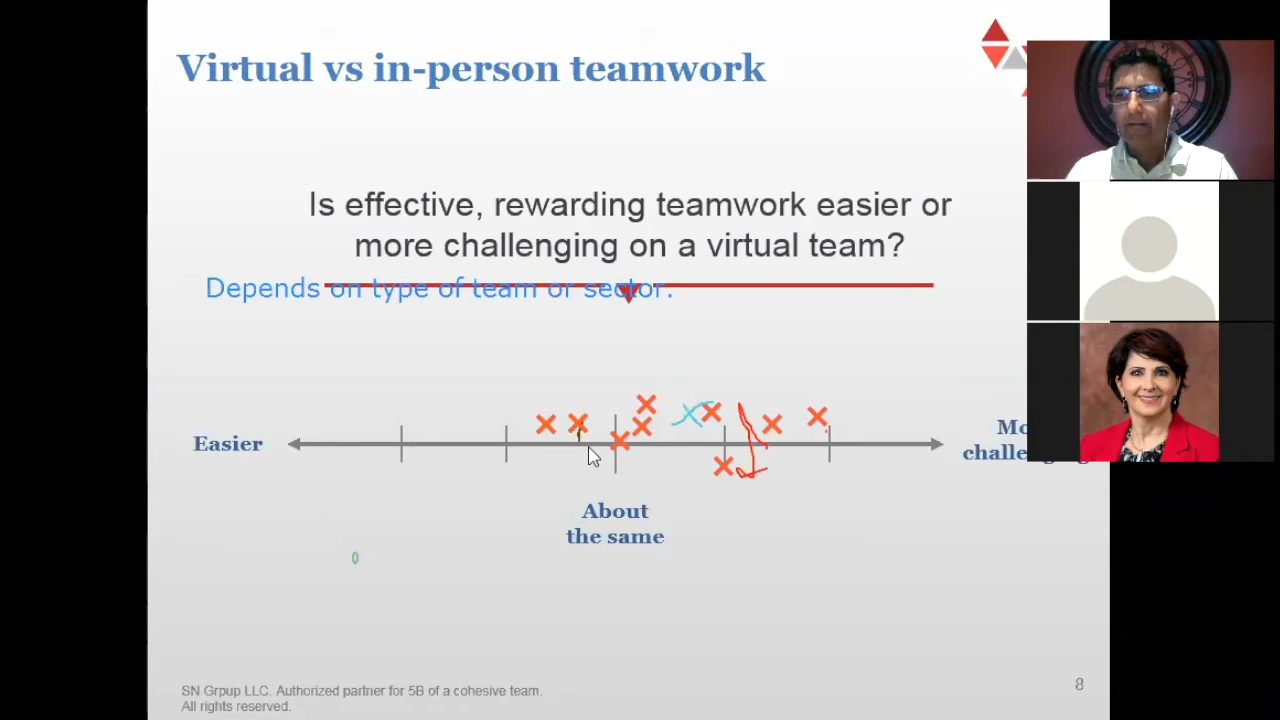 Virtual vs in-person teamwork
Is effective, rewarding teamwork easier or
more challenging on a virtual team?
Depends on type of team or sector.
Easier
About
the same
0
SN Grpup LLC. Authorized partner for 5B of a cohesive team.
All rights reserved.
8